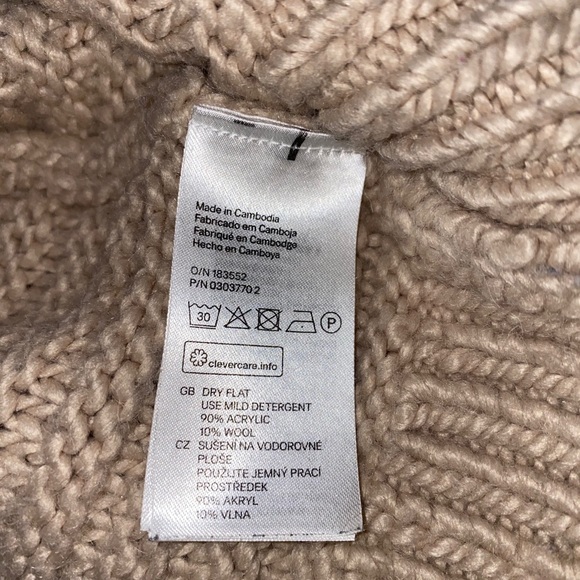 Made in Cambodia
Fabricado em Camboja
Fabriqué en Cambodge
Hecho en Camboya
O/N 183552
P/N 0303770 2
30 P
clevercare.info
GB DRY FLAT
USE MILD DETERGENT
90% ACRYLIC
10% WOOL
CZ SUŠENÍ NA VODOROVNÉ
PLOŠE
POUŽIJTE JEMNÝ PRACÍ
PROSTŘEDEK
90% AKRYL
10% VLNA